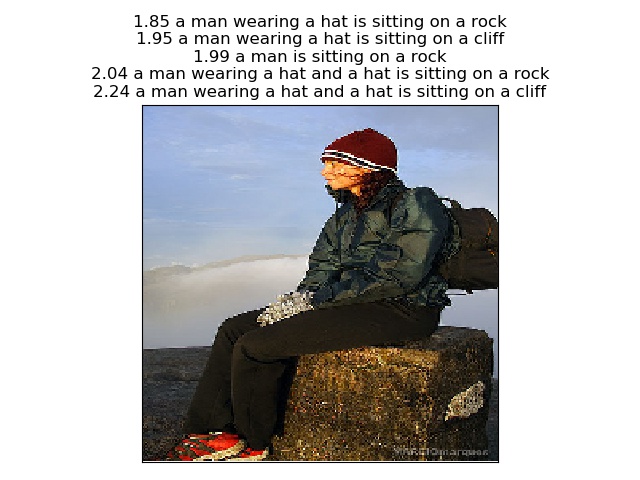 1.85 a man wearing a hat is sitting on a rock
1.95 a man wearing a hat is sitting on a cliff
1.99 a man is sitting on a rock
2.04 a man wearing a hat and a hat is sitting on a rock
2.24 a man wearing a hat and a hat is sitting on a cliff